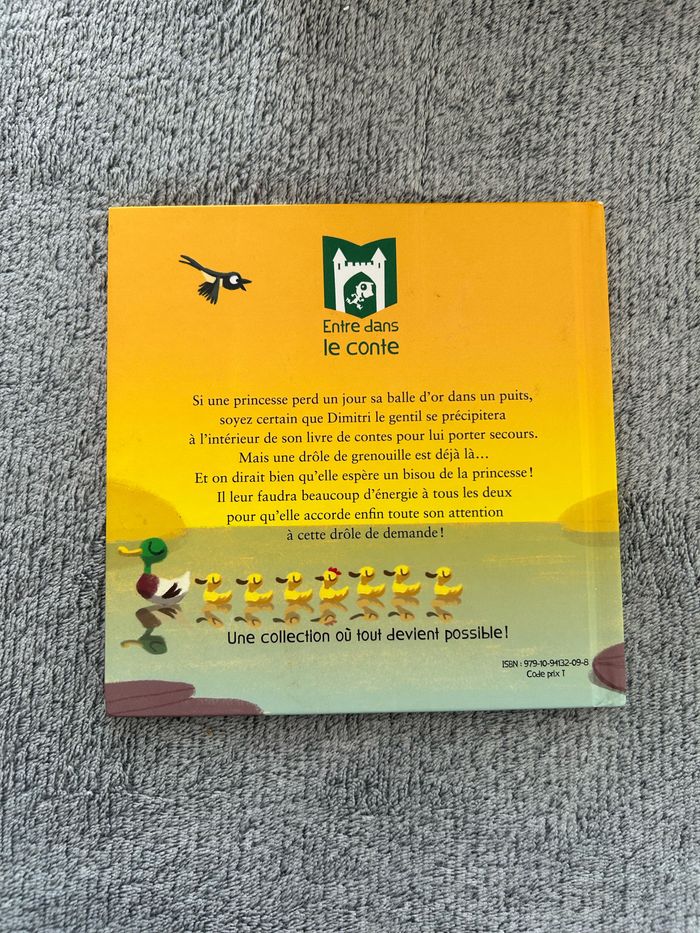 Entre dans
le conte
Si une princesse perd un jour sa balle d'or dans un puits,
soyez certain que Dimitri le gentil se précipitera
à l'intérieur de son livre de contes pour lui porter secours.
Mais une drôle de grenouille est déjà là…
Et on dirait bien qu'elle espère un bisou de la princesse !
Il leur faudra beaucoup d'énergie à tous les deux
pour qu'elle accorde enfin toute son attention
à cette drôle de demande !
Une collection où tout devient possible !
ISBN : 979-10-94132-09-8
Code prix T